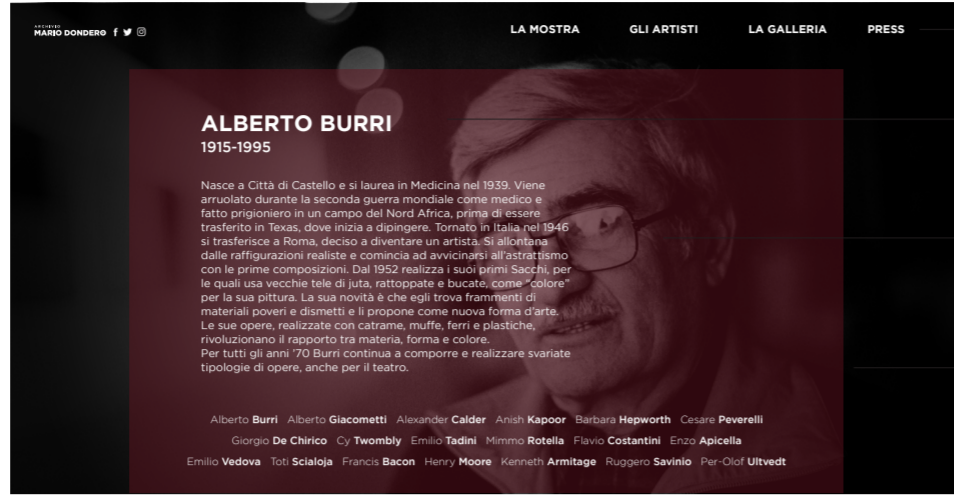 ARCHIVIO
MARIO DONDERO
LA MOSTRA GLI ARTISTI LA GALLERIA PRESS
ALBERTO BURRI
1915-1995
Nasce a Città di Castello e si laurea in Medicina nel 1939. Viene
arruolato durante la seconda guerra mondiale come medico e
fatto prigioniero in un campo del Nord Africa, prima di essere
trasferito in Texas, dove inizia a dipingere. Tornato in Italia nel 1946
si trasferisce a Roma, deciso a diventare un artista. Si allontana
dalle raffigurazioni realiste e comincia ad avvicinarsi all'astrattismo
con le prime composizioni. Dal 1952 realizza i suoi primi Sacchi, per
le quali usa vecchie tele di juta, rattoppate e bucate, come "colore"
per la sua pittura. La sua novità è che egli trova frammenti di
materiali poveri e dismetti e li propone come nuova forma d'arte.
Le sue opere, realizzate con catrame, muffe, ferri e plastiche,
rivoluzionano il rapporto tra materia, forma e colore.
Per tutti gli anni '70 Burri continua a comporre e realizzare svariate
tipologie di opere, anche per il teatro.
Alberto Burri Alberto Giacometti Alexander Calder Anish Kapoor Barbara Hepworth Cesare Peverelli
Giorgio De Chirico Cy Twombly Emilio Tadini Mimmo Rotella Flavio Costantini Enzo Apicella
Emilio Vedova Toti Scialoja Francis Bacon Henry Moore Kenneth Armitage Ruggero Savinio Per-Olof Ultvedt